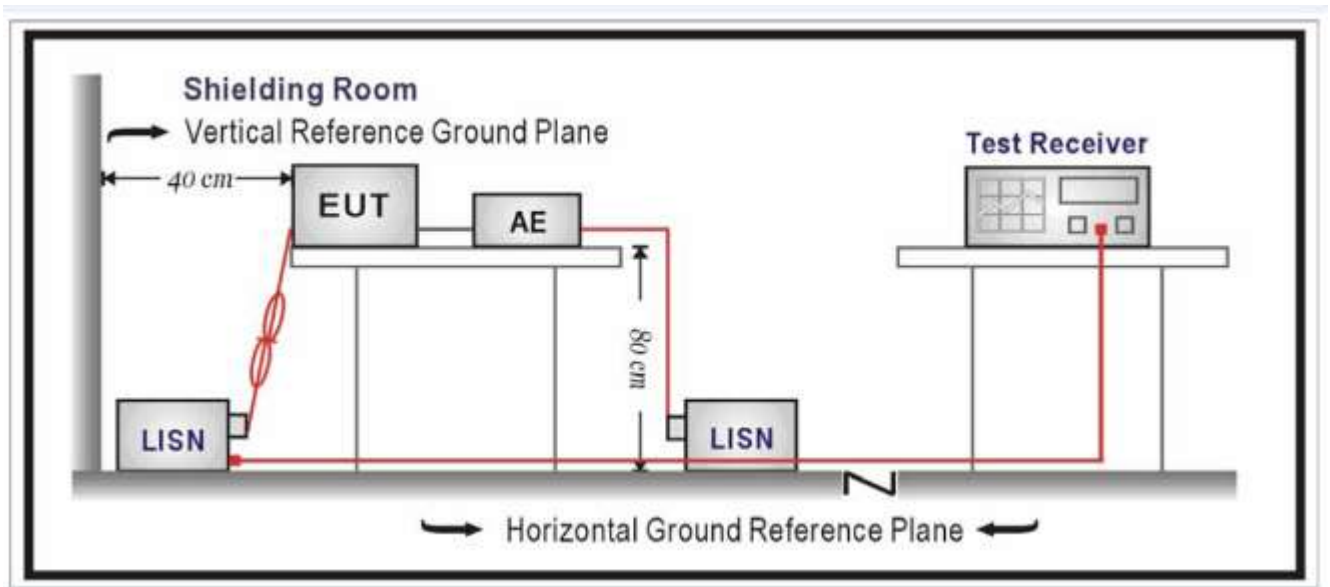 Shielding Room
Vertical Reference Ground Plane
Test Receiver
40 cm
EUT
AE
80 cm
LISN
LISN
Horizontal Ground Reference Plane